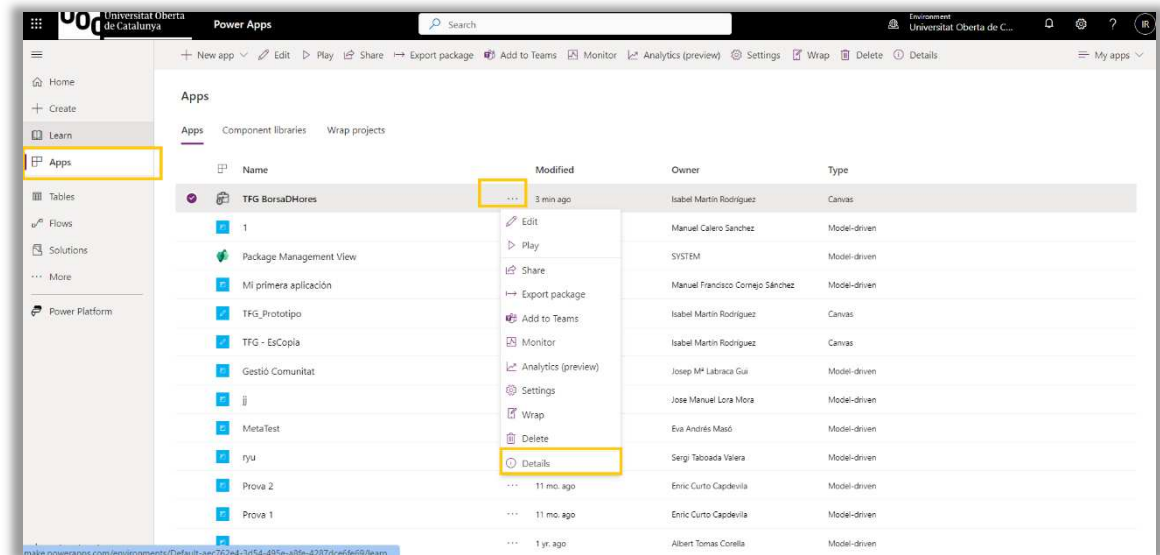 UOC Universitat Oberta
de Catalunya
Power Apps
Search
Environment
Universitat Oberta de C...
? IR
New app Edit Play Share Export package Add to Teams Monitor Analytics (preview) Settings Wrap Delete Details My apps
Home
Create
Learn
Apps
Tables
Flows
Solutions
More
Power Platform
Apps
Apps Component libraries Wrap projects
Name Modified Owner Type
TFG BorsaDHores ... 3 min ago Isabel Martín Rodríguez Canvas
1 Manuel Calero Sanchez Model-driven
Package Management View SYSTEM Model-driven
Mi primera aplicación Manuel Francisco Cornejo Sánchez Model-driven
TFG_Prototipo Isabel Martín Rodríguez Canvas
TFG - EsCopia Isabel Martín Rodríguez Canvas
Gestió Comunitat Josep Mª Labraca Gui Model-driven
jj Jose Manuel Lora Mora Model-driven
MetaTest Eva Andrés Masó Model-driven
ryu Sergi Taboada Valera Model-driven
Prova 2 ... 11 mo. ago Enric Curto Capdevila Model-driven
Prova 1 ... 11 mo. ago Enric Curto Capdevila Model-driven
... 1 yr. ago Albert Tomas Corella Model-driven
Edit
Play
Share
Export package
Add to Teams
Monitor
Analytics (preview)
Settings
Wrap
Delete
Details